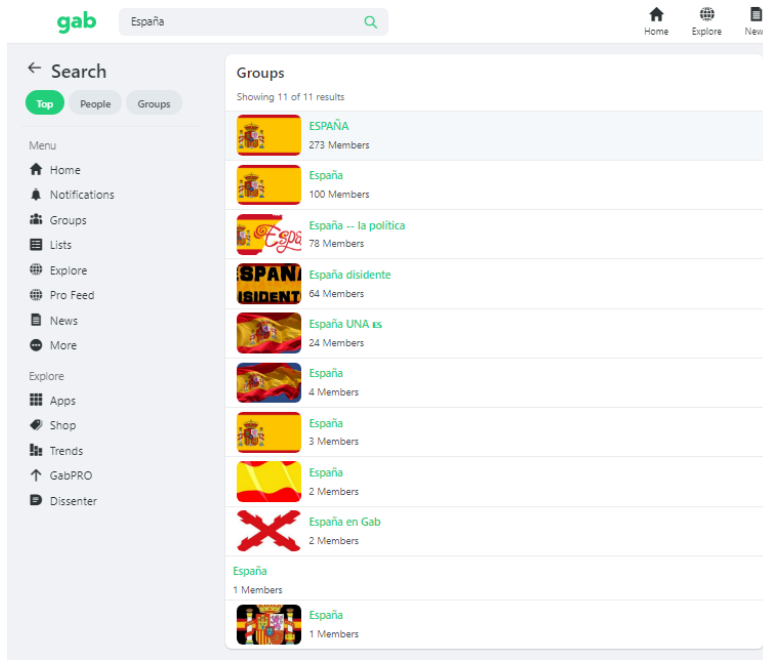 gab
España
Home
Explore
New
← Search
Top
People
Groups
Menu
Home
Notifications
Groups
Lists
Explore
Pro Feed
News
More
Explore
Apps
Shop
Trends
GabPRO
Dissenter
Groups
Showing 11 of 11 results
ESPAÑA
273 Members
España
100 Members
Espa
España -- la política
78 Members
ESPAÑA
ISIDENT
España disidente
64 Members
España UNA ES
24 Members
España
4 Members
España
3 Members
España
2 Members
España en Gab
2 Members
España
1 Members
España
1 Members